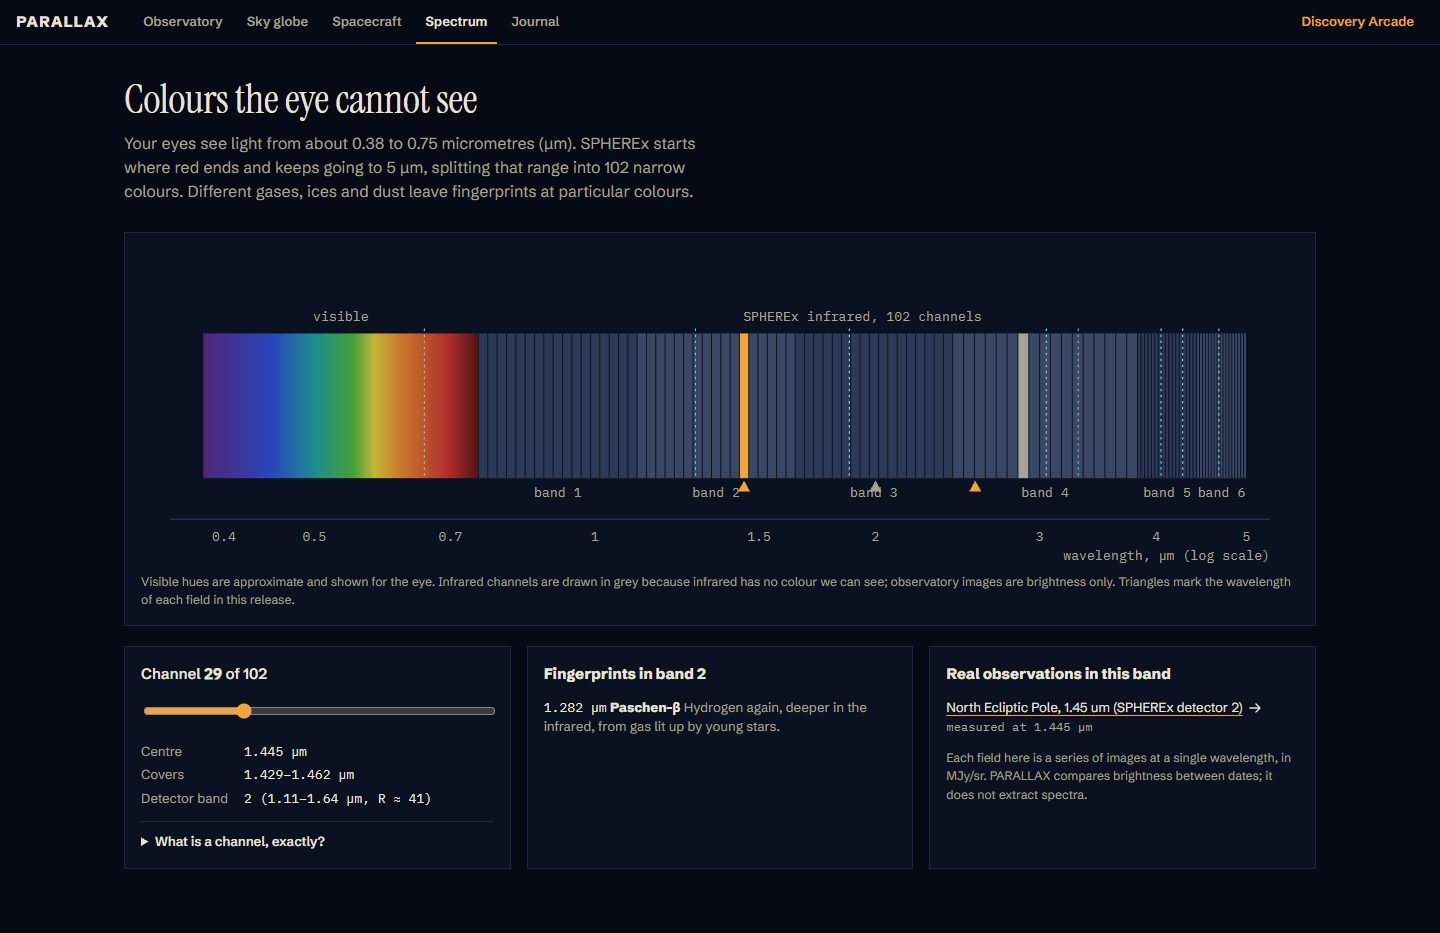 PARALLAX Observatory Sky globe Spacecraft Spectrum Journal Discovery Arcade
Colours the eye cannot see
Your eyes see light from about 0.38 to 0.75 micrometres (µm). SPHEREx starts
where red ends and keeps going to 5 µm, splitting that range into 102 narrow
colours. Different gases, ices and dust leave fingerprints at particular colours.
visible SPHEREx infrared, 102 channels
band 1 band 2 band 3 band 4 band 5 band 6
0.4 0.5 0.7 1 1.5 2 3 4 5
wavelength, µm (log scale)
Visible hues are approximate and shown for the eye. Infrared channels are drawn in grey because infrared has no colour we can see; observatory images are brightness only. Triangles mark the wavelength
of each field in this release.
Channel 29 of 102
Centre 1.445 µm
Covers 1.429–1.462 µm
Detector band 2 (1.11–1.64 µm, R ≈ 41)
▶ What is a channel, exactly?
Fingerprints in band 2
1.282 µm Paschen-β Hydrogen again, deeper in the
infrared, from gas lit up by young stars.
Real observations in this band
North Ecliptic Pole, 1.45 um (SPHEREx detector 2) →
measured at 1.445 µm
Each field here is a series of images at a single wavelength, in
MJy/sr. PARALLAX compares brightness between dates; it
does not extract spectra.